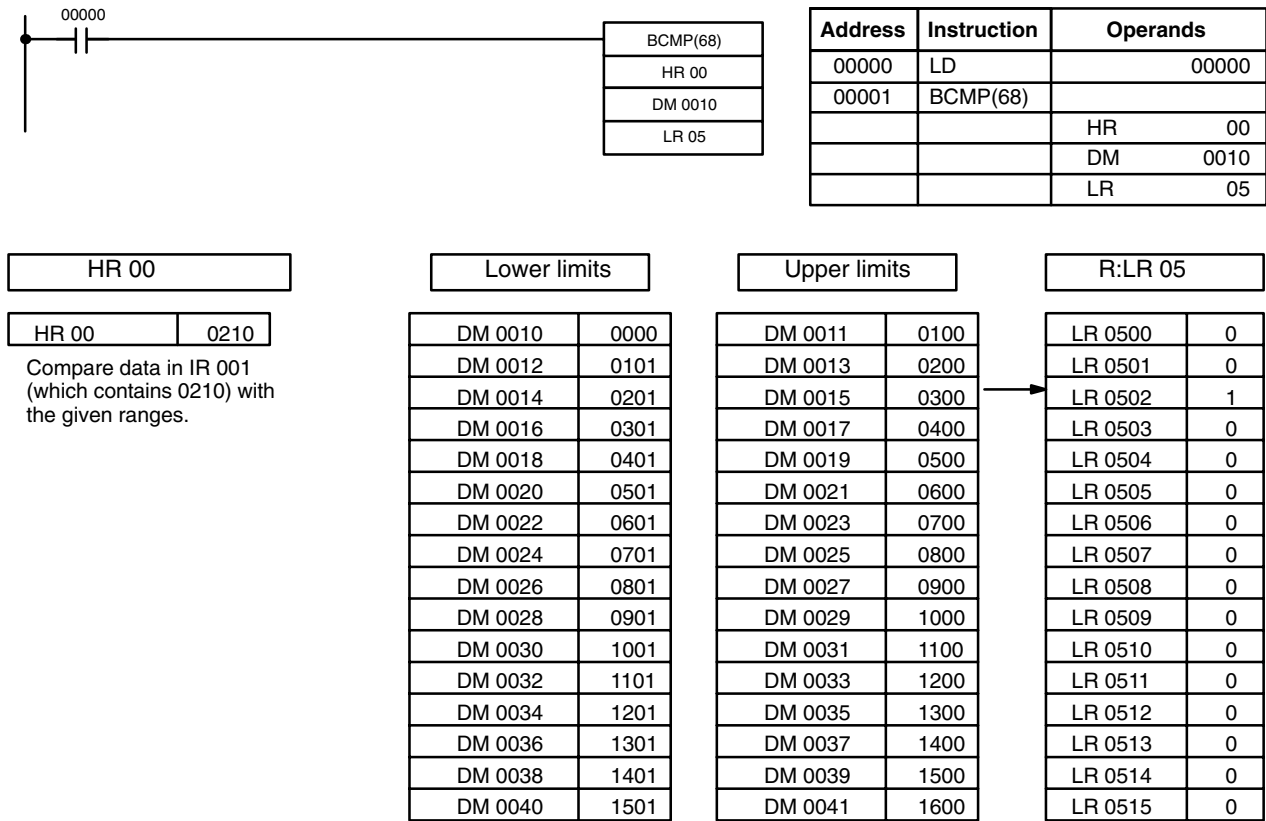 00000
BCMP(68)
HR 00
DM 0010
LR 05
Address Instruction Operands
00000 LD 00000
00001 BCMP(68)
HR 00
DM 0010
LR 05
HR 00 Lower limits Upper limits R:LR 05
HR 00 0210
Compare data in IR 001
(which contains 0210) with
the given ranges.
DM 0010 0000 DM 0011 0100 LR 0500 0
DM 0012 0101 DM 0013 0200 LR 0501 0
DM 0014 0201 DM 0015 0300 LR 0502 1
DM 0016 0301 DM 0017 0400 LR 0503 0
DM 0018 0401 DM 0019 0500 LR 0504 0
DM 0020 0501 DM 0021 0600 LR 0505 0
DM 0022 0601 DM 0023 0700 LR 0506 0
DM 0024 0701 DM 0025 0800 LR 0507 0
DM 0026 0801 DM 0027 0900 LR 0508 0
DM 0028 0901 DM 0029 1000 LR 0509 0
DM 0030 1001 DM 0031 1100 LR 0510 0
DM 0032 1101 DM 0033 1200 LR 0511 0
DM 0034 1201 DM 0035 1300 LR 0512 0
DM 0036 1301 DM 0037 1400 LR 0513 0
DM 0038 1401 DM 0039 1500 LR 0514 0
DM 0040 1501 DM 0041 1600 LR 0515 0